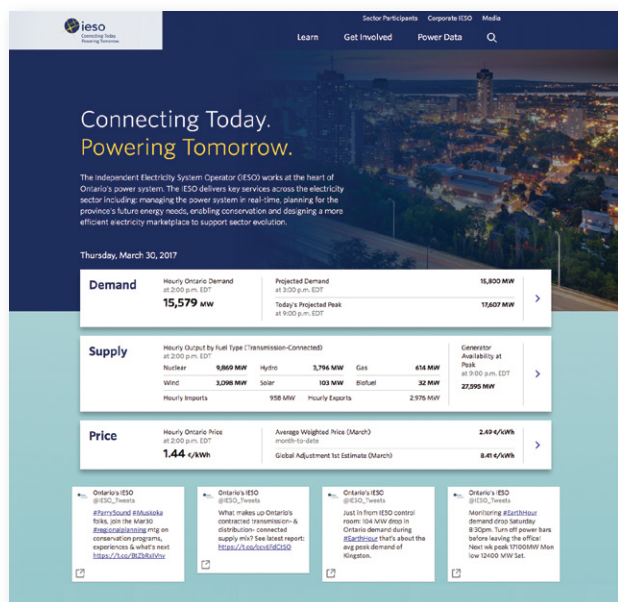 Sector Participants Corporate IESO Media
ieso
Connecting Today.
Powering Tomorrow.
Learn Get Involved Power Data
Connecting Today.
Powering Tomorrow.
The Independent Electricity System Operator (IESO) works at the heart of
Ontario's power system. The IESO delivers key services across the electricity
sector including: managing the power system in real-time, planning for the
province's future energy needs, enabling conservation and designing a more
efficient electricity marketplace to support sector evolution.
Thursday, March 30, 2017
Demand
Hourly Ontario Demand
at 2:00 p.m. EDT
15,579 MW
Projected Demand 15,800 MW
at 3:00 p.m. EDT
Today's Projected Peak 17,607 MW
at 9:00 p.m. EDT
Supply
Hourly Output by Fuel Type (Transmission-Connected)
at 2:00 p.m. EDT
Nuclear 9,869 MW Hydro 3,796 MW Gas 614 MW
Wind 3,098 MW Solar 103 MW Biofuel 32 MW
Hourly Imports 958 MW Hourly Exports 2,976 MW
Generator
Availability at
Peak
at 9:00 p.m. EDT
27,595 MW
Price
Hourly Ontario Price
at 2:00 p.m. EDT
1.44 ¢/kWh
Average Weighted Price (March) 2.49 ¢/kWh
month-to-date
Global Adjustment 1st Estimate (March) 8.41 ¢/kWh
Ontario's IESO
@IESO_Tweets
#ParrySound #Muskoka
folks, join the Mar30
#regionalplanning mtg on
conservation programs,
experiences & what's next
Ontario's IESO
@IESO_Tweets
What makes up Ontario's
contracted transmission- &
distribution- connected
supply mix? See latest report:
Ontario's IESO
@IESO_Tweets
Just in from IESO control
room: 104 MW drop in
Ontario demand during
#EarthHour that's about the
avg peak demand of
Kingston.
Ontario's IESO
@IESO_Tweets
Monitoring #EarthHour
demand drop Saturday
8:30pm. Turn off power bars
before leaving the office!
Next wk peak 17100MW Mon
low 12400 MW Sat.